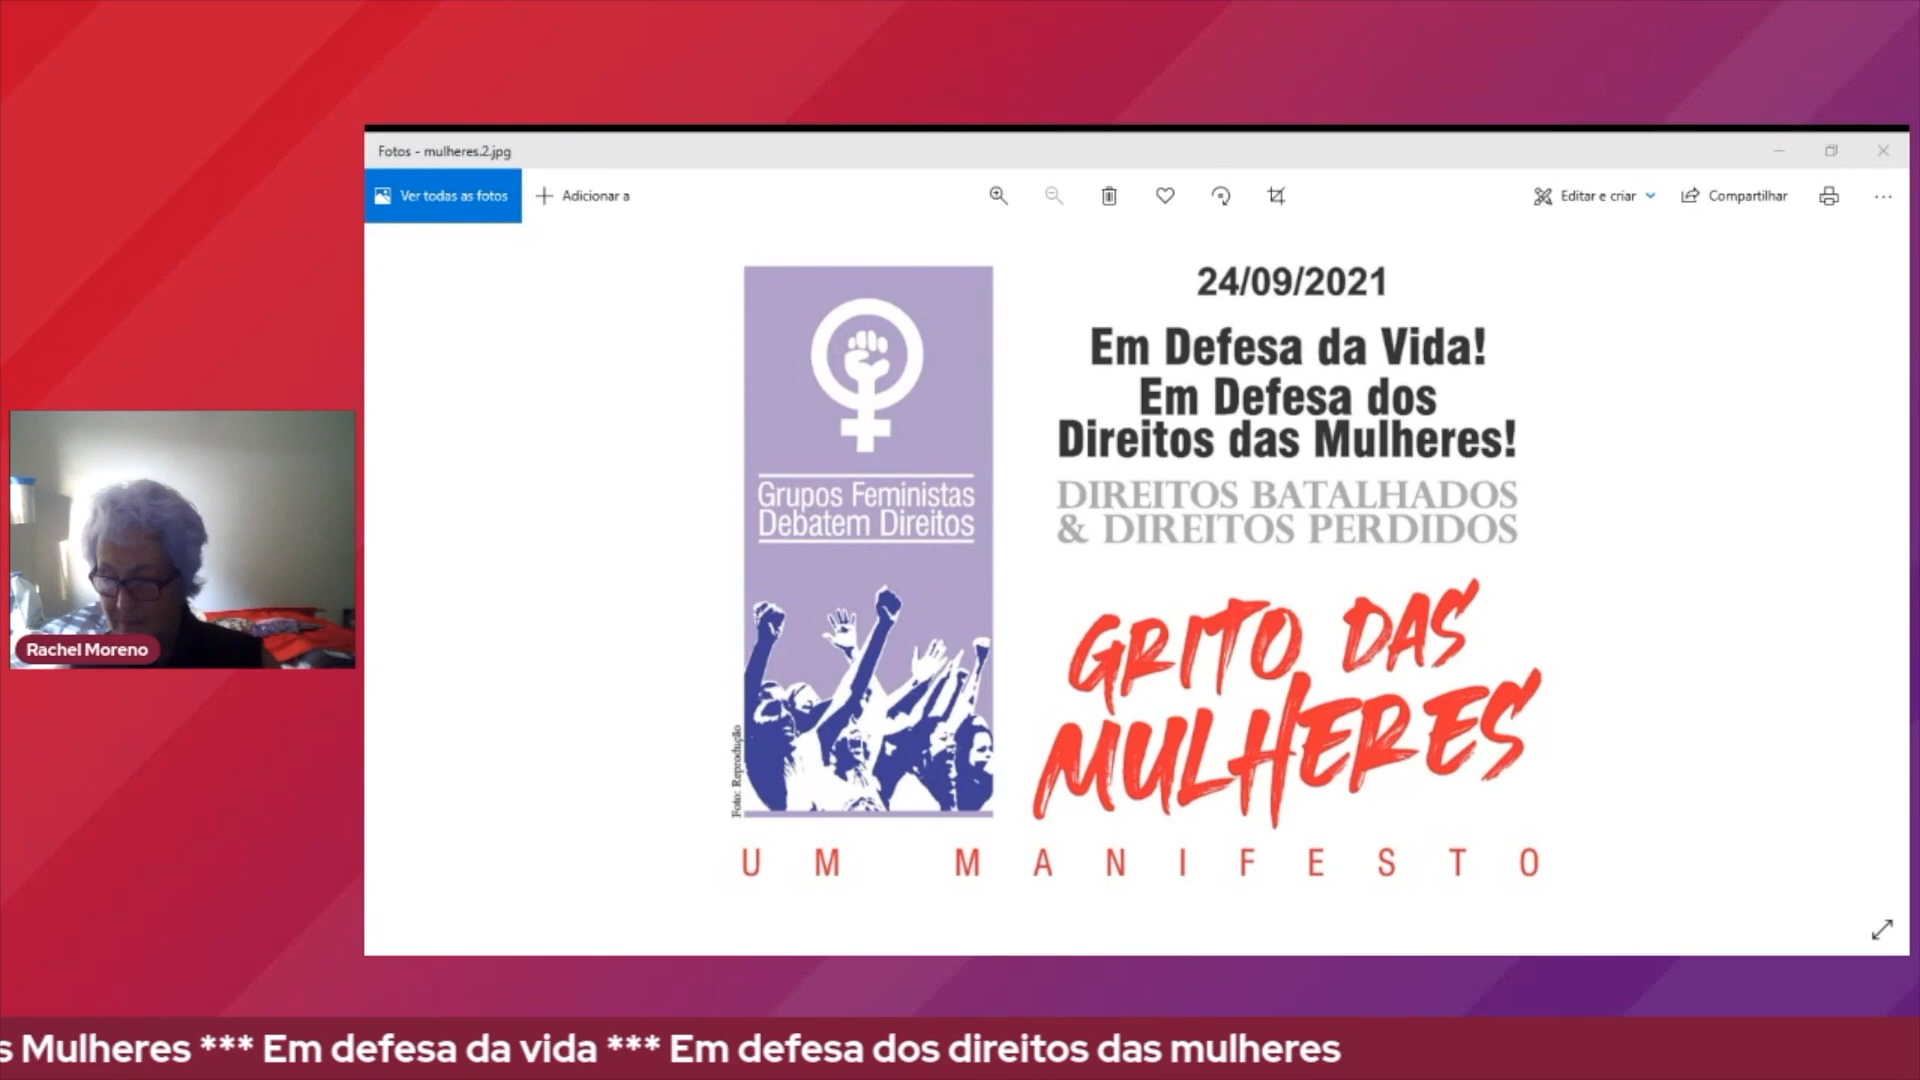 Fotos - mulheres.2.jpg
Ver todas as fotos
Adicionar a
Editar e criar
Compartilhar
24/09/2021
Em Defesa da Vida!
Em Defesa dos
Direitos das Mulheres!
DIREITOS BATALHADOS
& DIREITOS PERDIDOS
Grupos Feministas
Debatem Direitos
GRITO DAS
MULHERES
Foto: Reprodução
UM MANIFESTO
Rachel Moreno
s Mulheres *** Em defesa da vida *** Em defesa dos direitos das mulheres